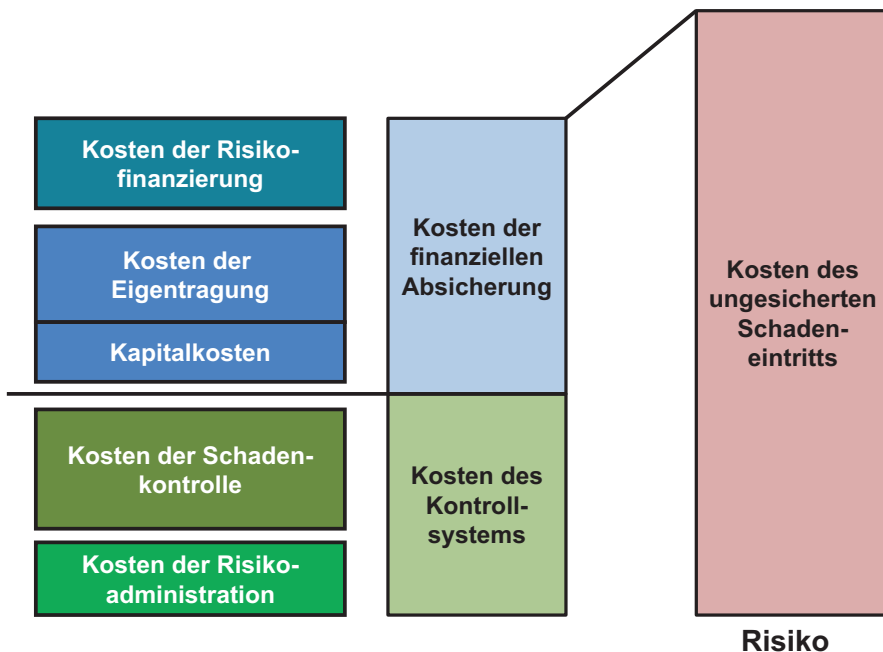 Kosten der Risiko-
finanzierung
Kosten der
Eigentragung
Kapitalkosten
Kosten der Schaden-
kontrolle
Kosten der Risiko-
administration
Kosten der
finanziellen
Absicherung
Kosten des
Kontroll-
systems
Kosten des
ungesicherten
Schaden-
eintritts
Risiko